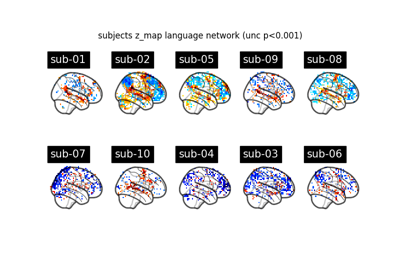 subjects z_map language network (unc p<0.001)
sub-01 sub-02 sub-05 sub-09 sub-08
sub-07 sub-10 sub-04 sub-03 sub-06